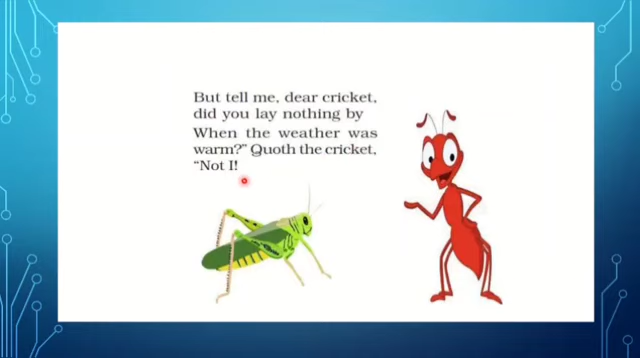 But tell me, dear cricket,
did you lay nothing by
When the weather was
warm?” Quoth the cricket,
“Not I!